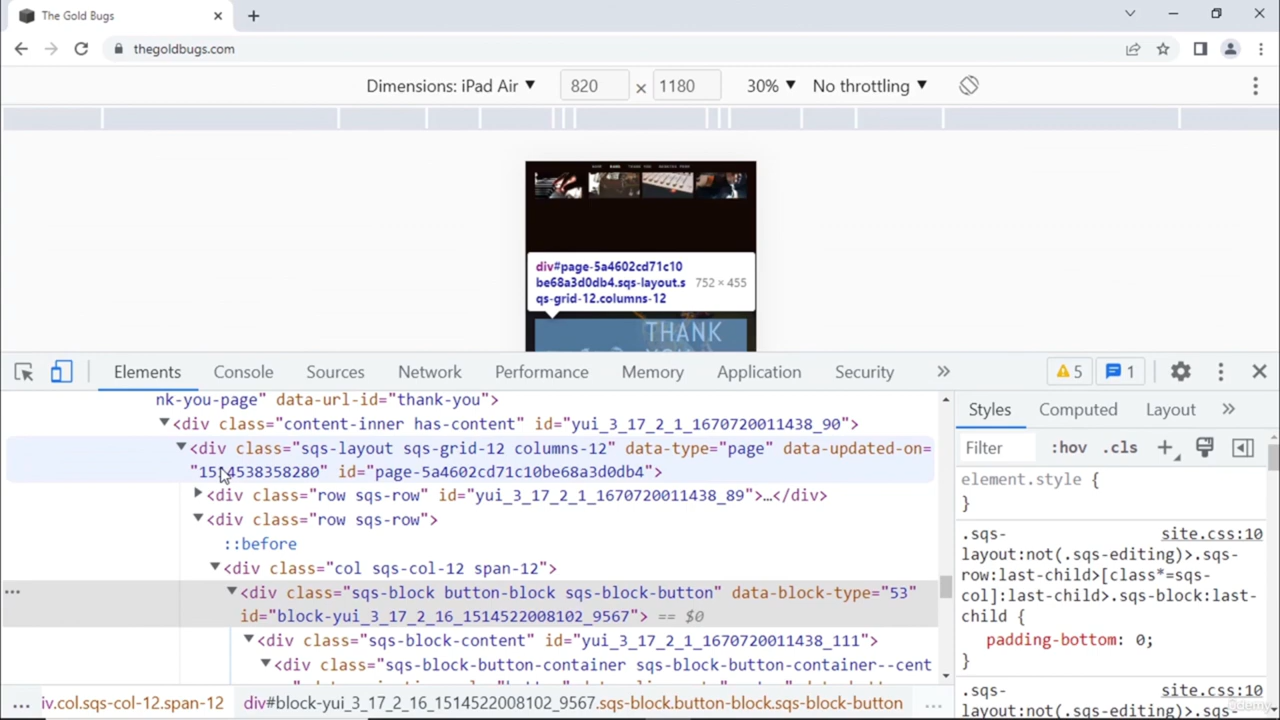 The Gold Bugs
thegoldbugs.com
Dimensions: iPad Air 820 × 1180 30% No throttling
div#page-5a4602cd71c10
be68a3d0db4.sqs-layout.s
qs-grid-12.columns-12
752 × 455
THANK
Elements Console Sources Network Performance Memory Application Security 5 1
nk-you-page" data-url-id="thank-you">
<div class="content-inner has-content" id="yui_3_17_2_1_1670720011438_90">
<div class="sqs-layout sqs-grid-12 columns-12" data-type="page" data-updated-on=
"1514538358280" id="page-5a4602cd71c10be68a3d0db4">
<div class="row sqs-row" id="yui_3_17_2_1_1670720011438_89">…</div>
<div class="row sqs-row">
::before
<div class="col sqs-col-12 span-12">
<div class="sqs-block button-block sqs-block-button" data-block-type="53"
id="block-yui_3_17_2_16_1514522008102_9567"> == $0
<div class="sqs-block-content" id="yui_3_17_2_1_1670720011438_111">
<div class="sqs-block-button-container sqs-block-button-container--cent
... iv.col.sqs-col-12.span-12 div#block-yui_3_17_2_16_1514522008102_9567.sqs-block.button-block.sqs-block-button ...
Styles Computed Layout
Filter :hov .cls
element.style {
}
.sqs- site.css:10
layout:not(.sqs-editing)>.sqs-
row:last-child>[class*=sqs-
col]:last-child>.sqs-block:last-
child {
padding-bottom: 0;
}
.sqs- site.css:10